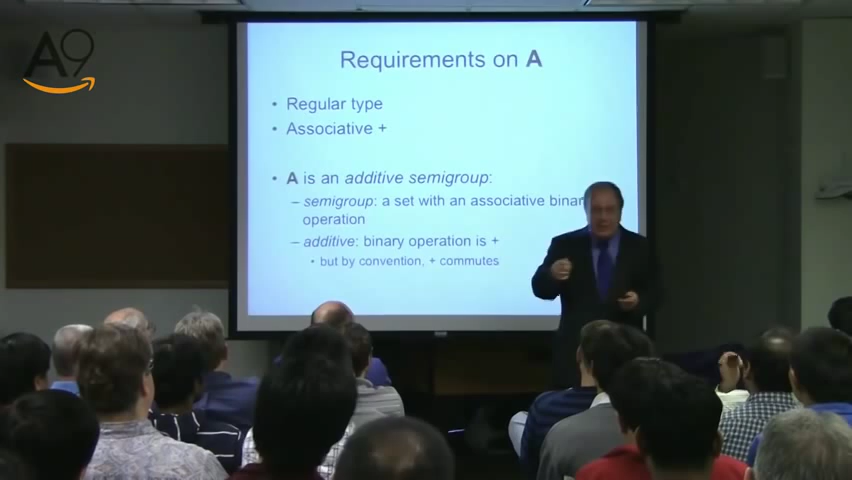 A9
Requirements on A
• Regular type
• Associative +
• A is an additive semigroup:
– semigroup: a set with an associative binar
operation
– additive: binary operation is +
• but by convention, + commutes